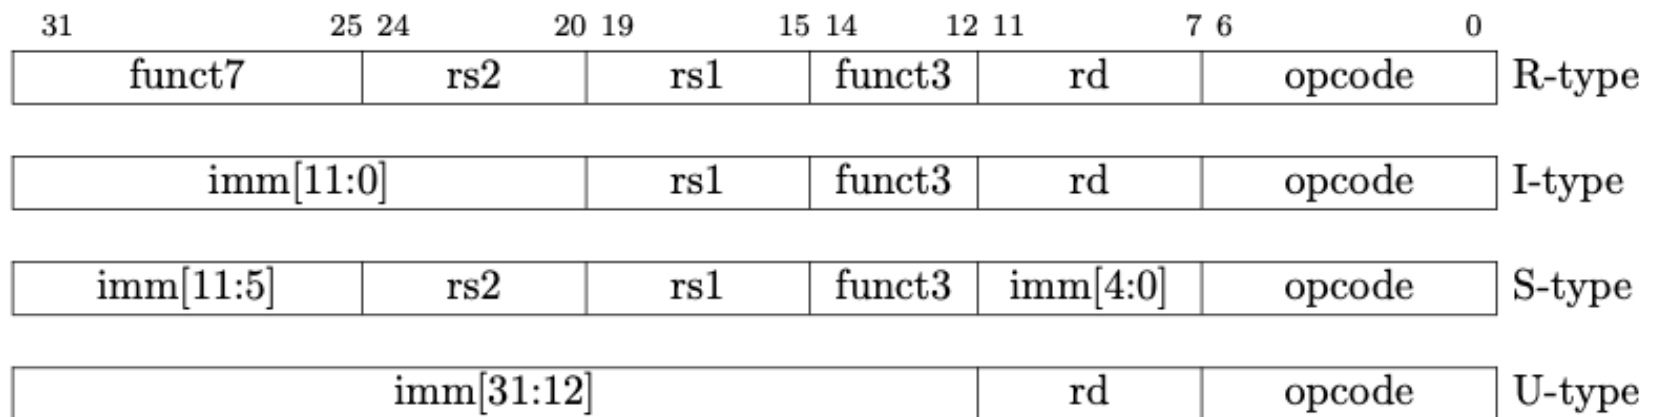 31 25 24 20 19 15 14 12 11 7 6 0
funct7 rs2 rs1 funct3 rd opcode R-type
imm[11:0] rs1 funct3 rd opcode I-type
imm[11:5] rs2 rs1 funct3 imm[4:0] opcode S-type
imm[31:12] rd opcode U-type